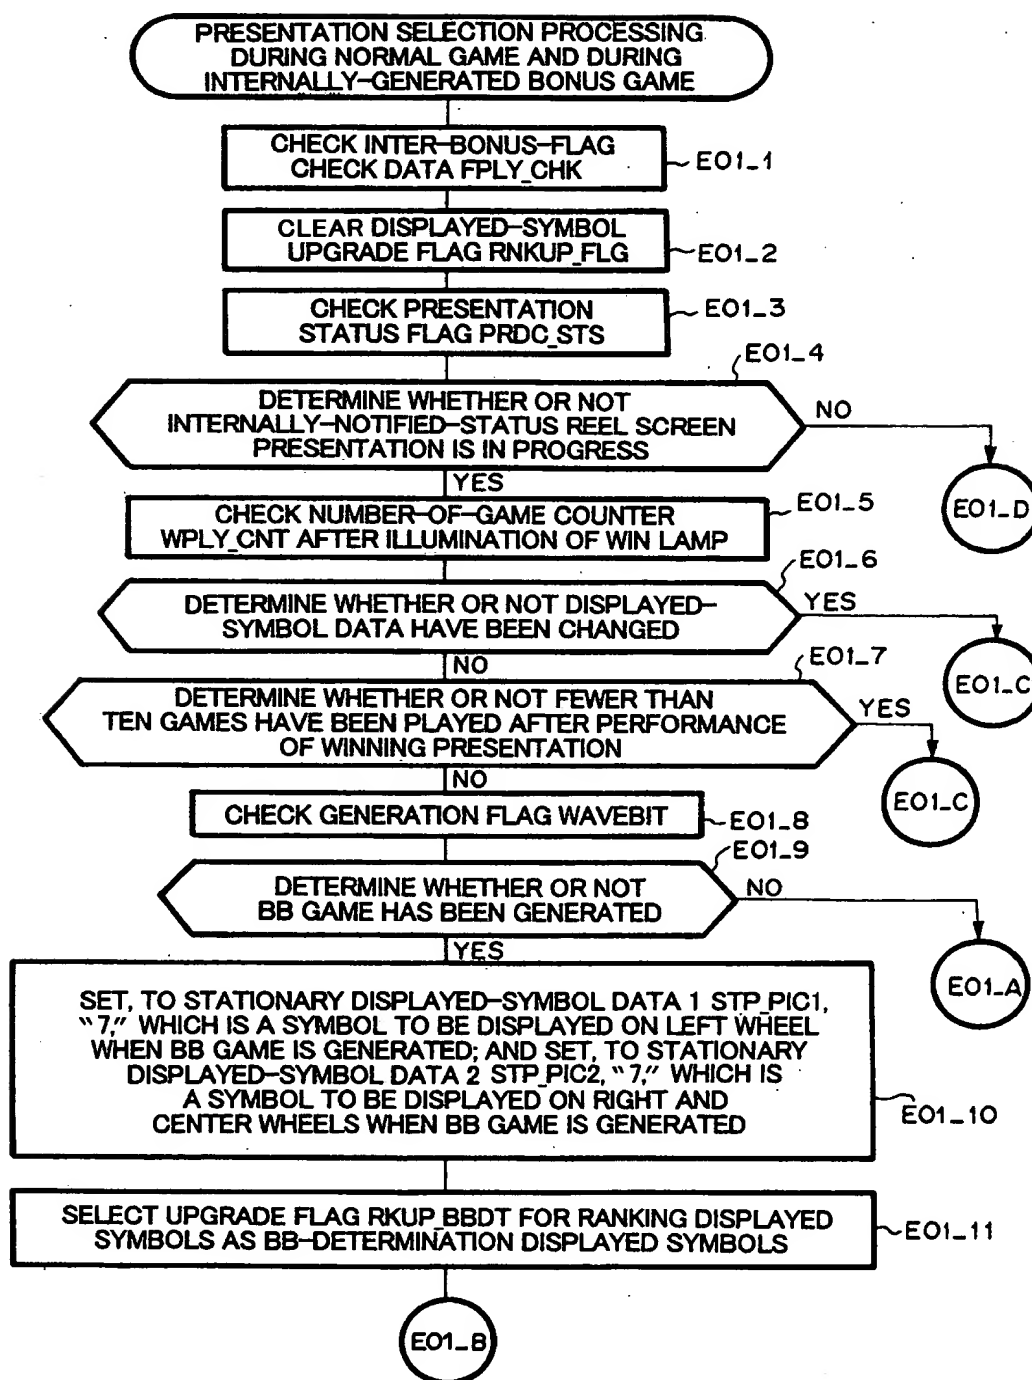 PRESENTATION SELECTION PROCESSING
DURING NORMAL GAME AND DURING
INTERNALLY-GENERATED BONUS GAME
CHECK INTER-BONUS-FLAG
CHECK DATA FPLY_CHK
E01_1
CLEAR DISPLAYED-SYMBOL
UPGRADE FLAG RNKUP_FLG
E01_2
CHECK PRESENTATION
STATUS FLAG PRDC_STS
E01_3
E01_4
DETERMINE WHETHER OR NOT
INTERNALLY-NOTIFIED-STATUS REEL SCREEN
PRESENTATION IS IN PROGRESS
NO
E01_D
YES
CHECK NUMBER-OF-GAME COUNTER
WPLY_CNT AFTER ILLUMINATION OF WIN LAMP
E01_5
E01_6
DETERMINE WHETHER OR NOT DISPLAYED-
SYMBOL DATA HAVE BEEN CHANGED
YES
E01_C
NO
E01_7
DETERMINE WHETHER OR NOT FEWER THAN
TEN GAMES HAVE BEEN PLAYED AFTER PERFORMANCE
OF WINNING PRESENTATION
YES
E01_C
NO
CHECK GENERATION FLAG WAVEBIT
E01_8
E01_9
DETERMINE WHETHER OR NOT
BB GAME HAS BEEN GENERATED
NO
E01_A
YES
SET, TO STATIONARY DISPLAYED-SYMBOL DATA 1 STP_PIC1,
"7," WHICH IS A SYMBOL TO BE DISPLAYED ON LEFT WHEEL
WHEN BB GAME IS GENERATED; AND SET, TO STATIONARY
DISPLAYED-SYMBOL DATA 2 STP_PIC2, "7," WHICH IS
A SYMBOL TO BE DISPLAYED ON RIGHT AND
CENTER WHEELS WHEN BB GAME IS GENERATED
E01_10
SELECT UPGRADE FLAG RKUP_BBDT FOR RANKING DISPLAYED
SYMBOLS AS BB-DETERMINATION DISPLAYED SYMBOLS
E01_11
E01_B